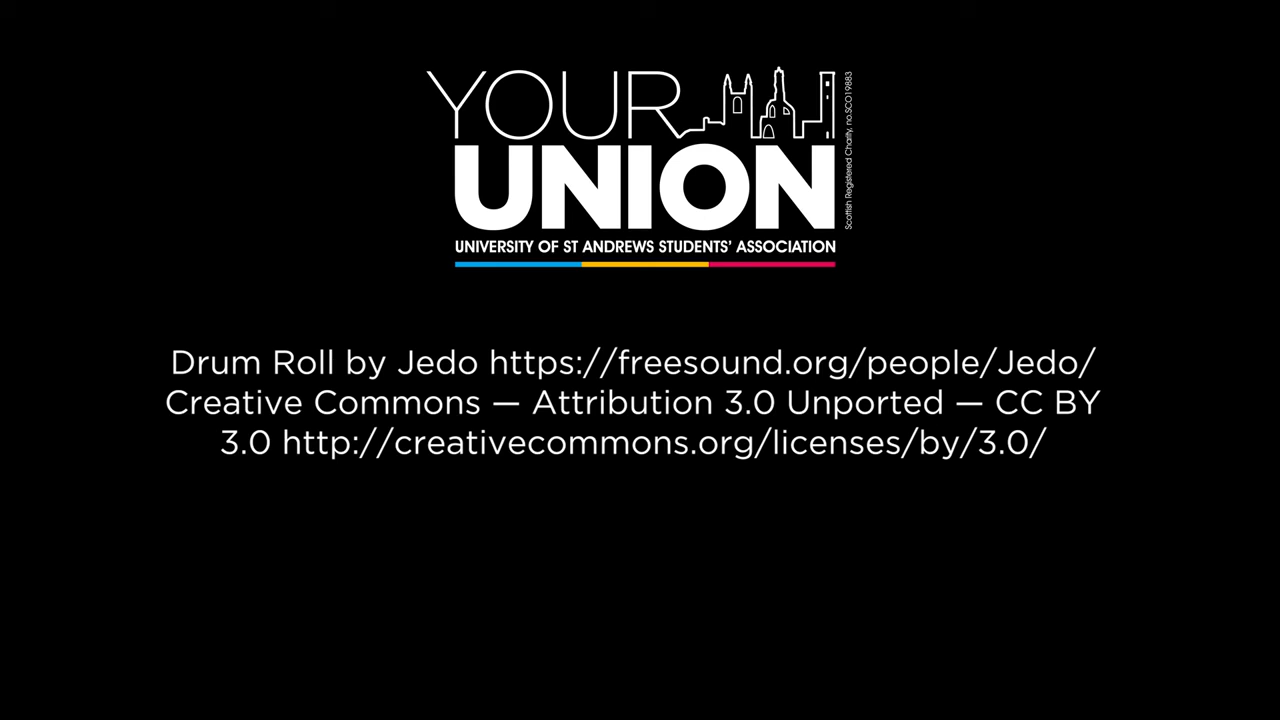 YOUR
UNION
UNIVERSITY OF ST ANDREWS STUDENTS' ASSOCIATION
Scottish Registered Charity, no.SCO19883
Drum Roll by Jedo https://freesound.org/people/Jedo/
Creative Commons — Attribution 3.0 Unported — CC BY
3.0 http://creativecommons.org/licenses/by/3.0/